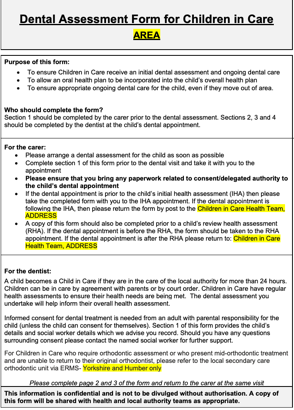 Dental Assessment Form for Children in Care
AREA
Purpose of this form:
• To ensure Children in Care receive an initial dental assessment and ongoing dental care
• To allow an oral health plan to be incorporated into the child's overall health plan
• To ensure appropriate ongoing dental care for the child, even if they move out of area.
Who should complete the form?
Section 1 should be completed by the carer prior to the dental assessment. Sections 2, 3 and 4
should be completed by the dentist at the child's dental appointment.
For the carer:
• Please arrange a dental assessment for the child as soon as possible
• Complete section 1 of this form prior to the dental visit and take it with you to the
appointment
• Please ensure that you bring any paperwork related to consent/delegated authority to
the child's dental appointment
• If the dental appointment is prior to the child's initial health assessment (IHA) then please
take the completed form with you to the IHA appointment. If the dental appointment is
following the IHA, then please return the form by post to the Children in Care Health Team,
ADDRESS
• A copy of this form should also be completed prior to a child's review health assessment
(RHA). If the dental appointment is before the RHA, the form should be taken to the RHA
appointment. If the dental appointment is after the RHA please return to: Children in Care
Health Team, ADDRESS
For the dentist:
A child becomes a Child in Care if they are in the care of the local authority for more than 24 hours.
Children can be in care by agreement with parents or by court order. Children in Care have regular
health assessments to ensure their health needs are being met. The dental assessment you
undertake will help inform their overall health assessment.
Informed consent for dental treatment is needed from an adult with parental responsibility for the
child (unless the child can consent for themselves). Section 1 of this form provides the child's
details and social worker details which we advise you record. Should you have any questions
surrounding consent please contact the named social worker for further support.
For Children in Care who require orthodontic assessment or who present mid-orthodontic treatment
and are unable to return to their original orthodontist, please refer to the local secondary care
orthodontic unit via ERMS- Yorkshire and Humber only
Please complete page 2 and 3 of the form and return to the carer at the same visit
This information is confidential and is not to be divulged without authorisation. A copy of
this form will be shared with health and local authority teams as appropriate.